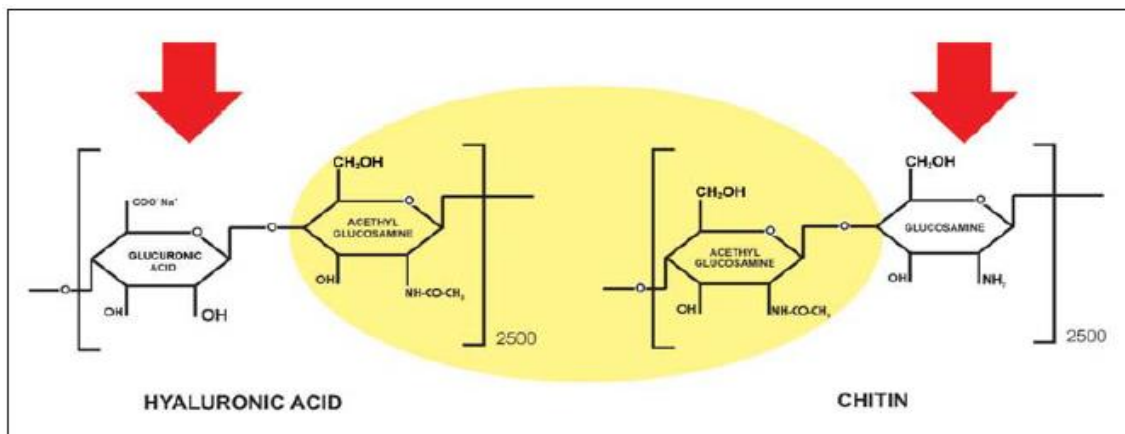 CH₂OH
COO⁻ Na⁺
O
ACETHYL
GLUCOSAMINE
O
GLUCURONIC
ACID
O
OH
NH-CO-CH₃
O
OH
OH
2500
HYALURONIC ACID
CH₂OH
CH₂OH
O
O
GLUCOSAMINE
O
ACETHYL
GLUCOSAMINE
OH
NH₂
O
OH
NH-CO-CH₃
2500
CHITIN